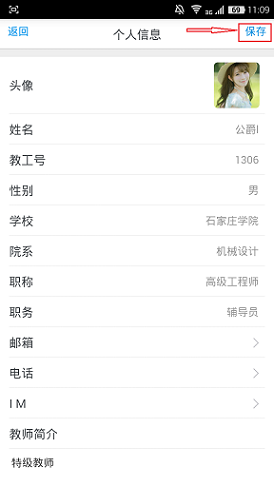 3G 69 11:09
返回 个人信息 保存
头像
姓名 公爵I
教工号 1306
性别 男
学校 石家庄学院
院系 机械设计
职称 高级工程师
职务 辅导员
邮箱
电话
I M
教师简介
特级教师